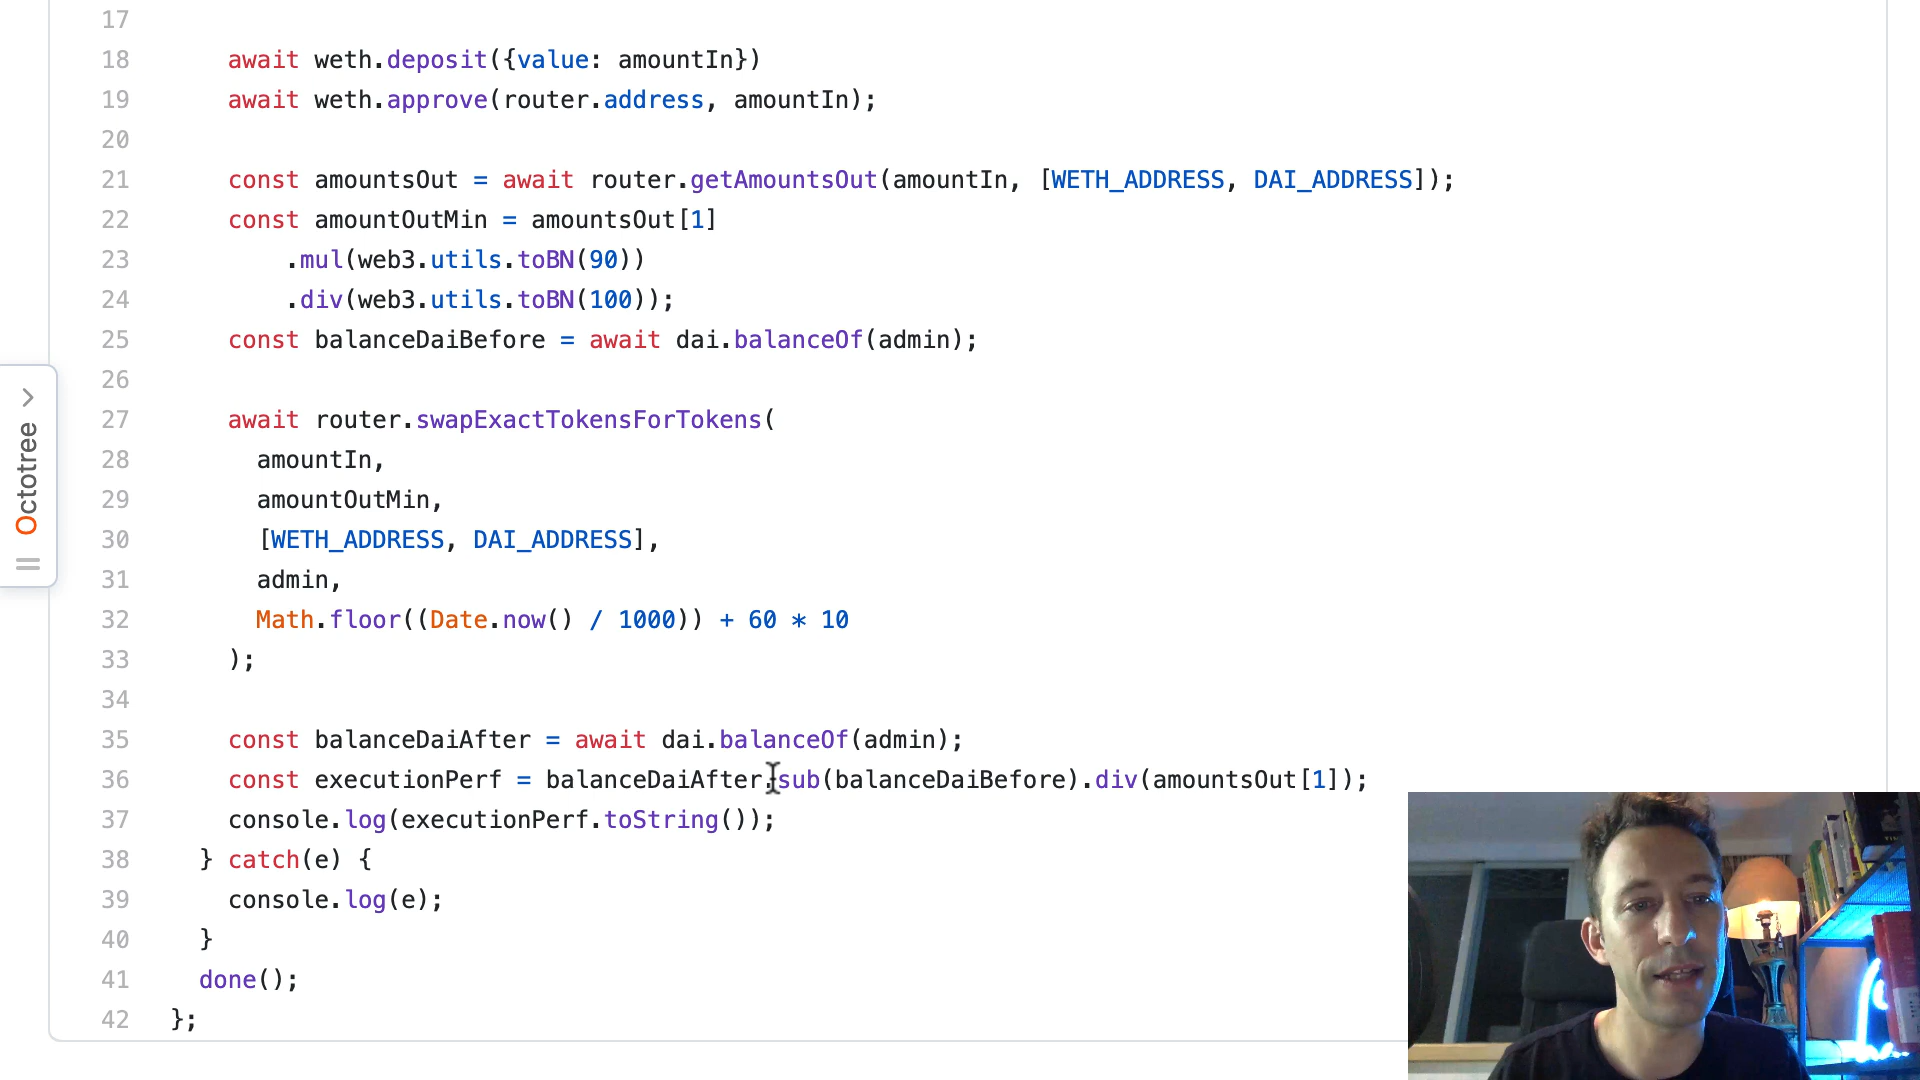 17
18 await weth.deposit({value: amountIn})
19 await weth.approve(router.address, amountIn);
20
21 const amountsOut = await router.getAmountsOut(amountIn, [WETH_ADDRESS, DAI_ADDRESS]);
22 const amountOutMin = amountsOut[1]
23 .mul(web3.utils.toBN(90))
24 .div(web3.utils.toBN(100));
25 const balanceDaiBefore = await dai.balanceOf(admin);
26
27 await router.swapExactTokensForTokens(
28 amountIn,
29 amountOutMin,
30 [WETH_ADDRESS, DAI_ADDRESS],
31 admin,
32 Math.floor((Date.now() / 1000)) + 60 * 10
33 );
34
35 const balanceDaiAfter = await dai.balanceOf(admin);
36 const executionPerf = balanceDaiAfter.sub(balanceDaiBefore).div(amountsOut[1]);
37 console.log(executionPerf.toString());
38 } catch(e) {
39 console.log(e);
40 }
41 done();
42 };
Octotree